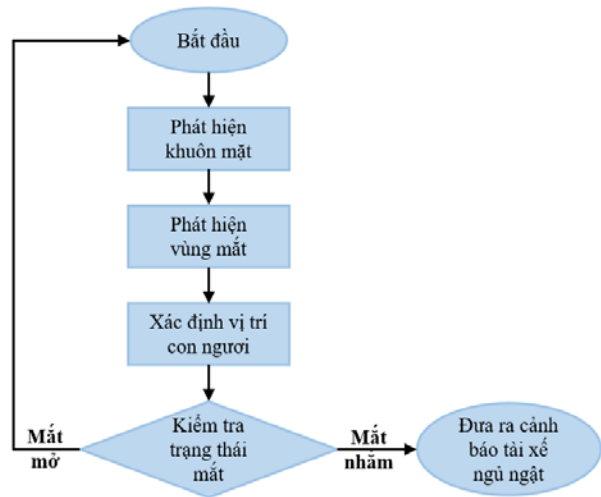 Bắt đầu
Phát hiện
khuôn mặt
Phát hiện
vùng mắt
Xác định vị trí
con ngươi
Kiểm tra
trạng thái
mắt
Mắt
mở
Mắt
nhắm
Đưa ra cảnh
báo tài xế
ngủ ngật